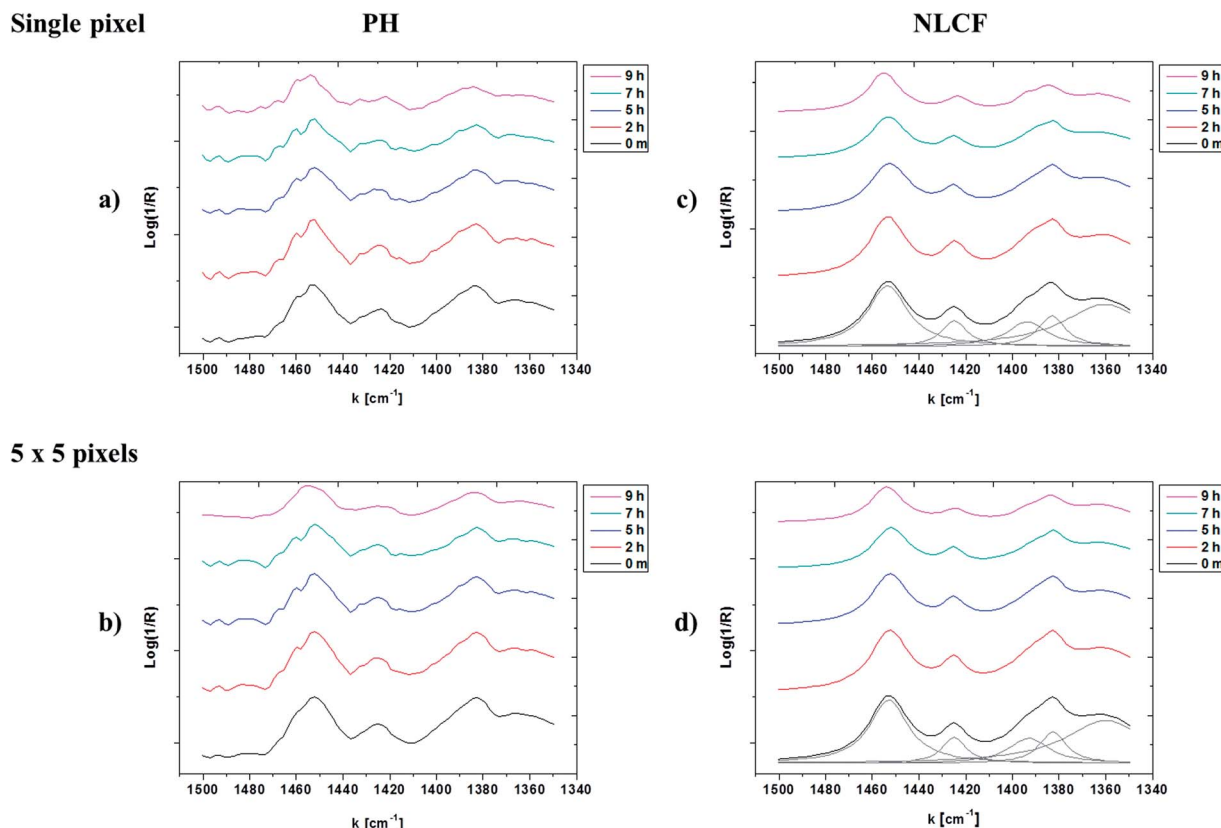 Single pixel
PH
NLCF
9 h
7 h
5 h
2 h
0 m
a)
Log(1/R)
1500 1480 1460 1440 1420 1400 1380 1360 1340
k [cm-1]
9 h
7 h
5 h
2 h
0 m
c)
Log(1/R)
1500 1480 1460 1440 1420 1400 1380 1360 1340
k [cm-1]
5 x 5 pixels
9 h
7 h
5 h
2 h
0 m
b)
Log(1/R)
1500 1480 1460 1440 1420 1400 1380 1360 1340
k [cm-1]
9 h
7 h
5 h
2 h
0 m
d)
Log(1/R)
1500 1480 1460 1440 1420 1400 1380 1360 1340
k [cm-1]